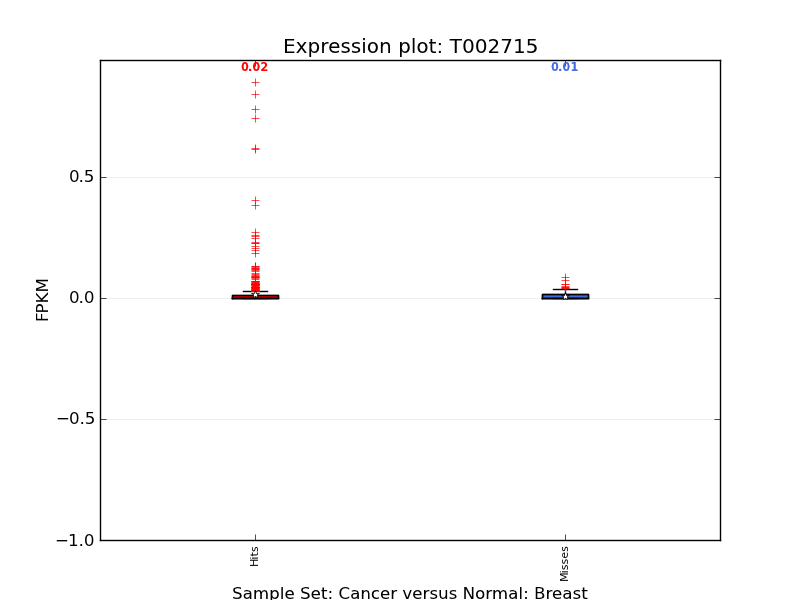 Expression plot: T002715
0.02
0.01
0.5
0.0
−0.5
−1.0
FPKM
Hits
Misses
Sample Set: Cancer versus Normal: Breast